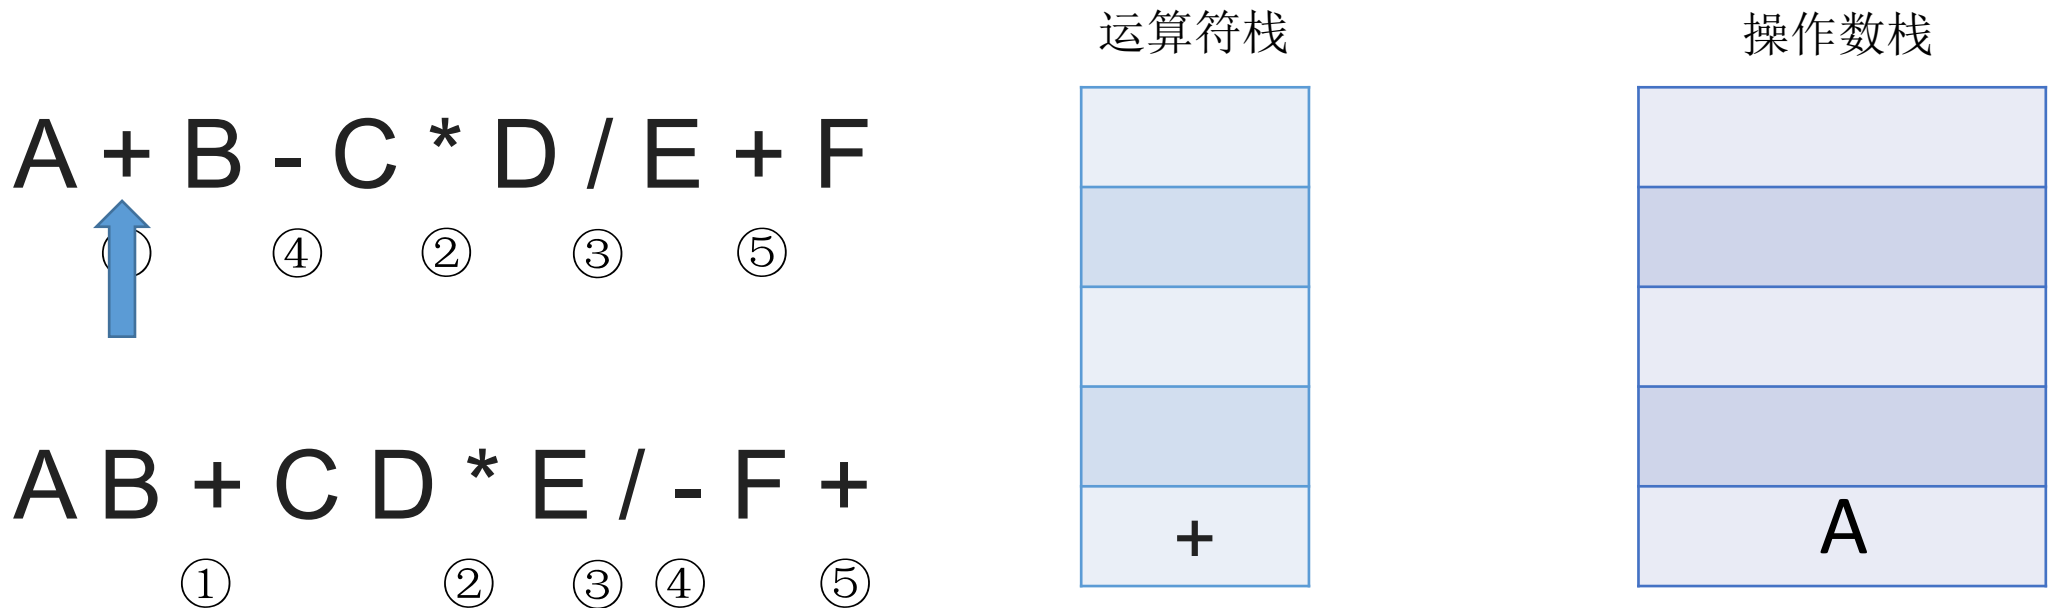 运算符栈
操作数栈
A + B - C * D / E + F
④ ② ③ ⑤
A B + C D * E / - F +
① ② ③ ④ ⑤
+
A